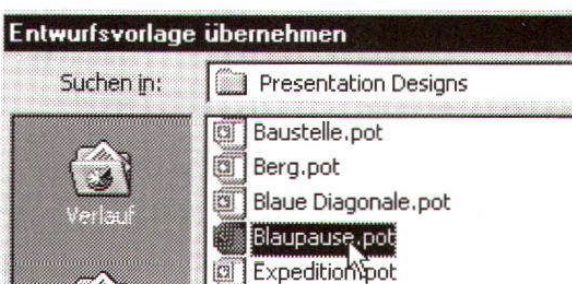 Entwurfsvorlage übernehmen
Suchen in:
Presentation Designs
Verlauf
Baustelle.pot
Berg.pot
Blaue Diagonale.pot
Blaupause.pot
Expedition.pot